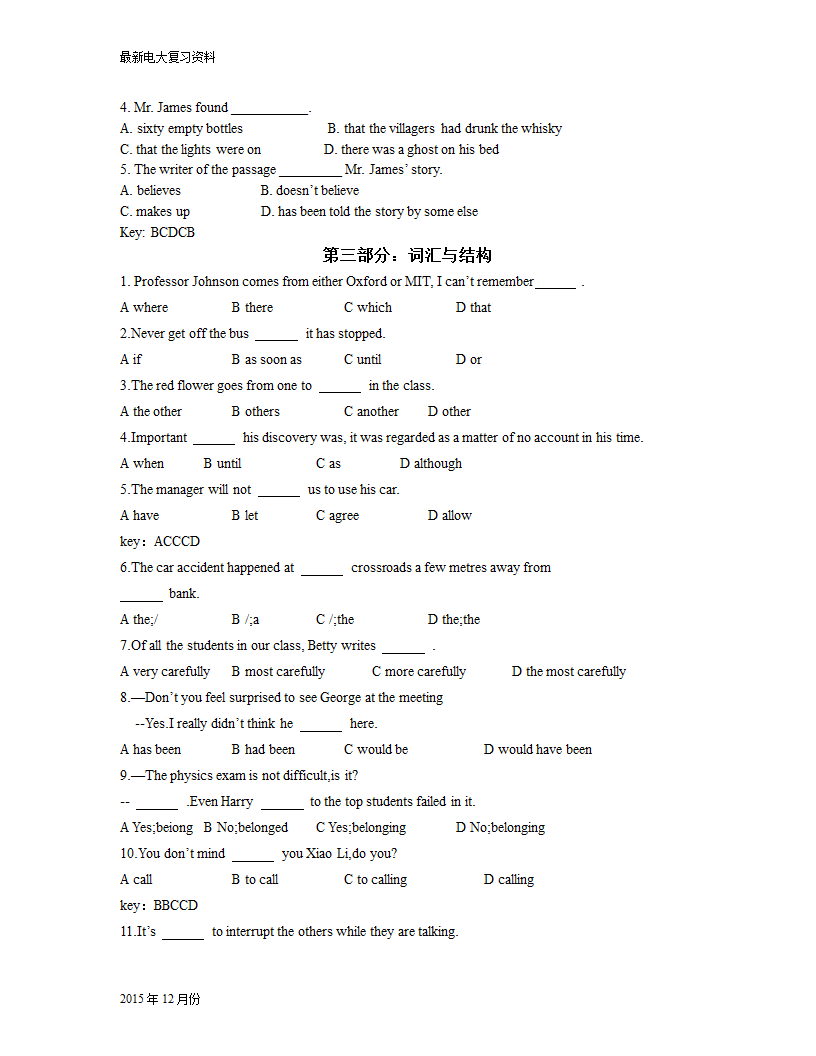 最新电大复习资料
4. Mr. James found ___________.
A. sixty empty bottles B. that the villagers had drunk the whisky
C. that the lights were on D. there was a ghost on his bed
5. The writer of the passage _________ Mr. James’ story.
A. believes B. doesn’t believe
C. makes up D. has been told the story by some else
Key: BCDCB
第三部分：词汇与结构
1. Professor Johnson comes from either Oxford or MIT, I can’t remember______ .
A where B there C which D that
2.Never get off the bus ______ it has stopped.
A if B as soon as C until D or
3.The red flower goes from one to ______ in the class.
A the other B others C another D other
4.Important ______ his discovery was, it was regarded as a matter of no account in his time.
A when B until C as D although
5.The manager will not ______ us to use his car.
A have B let C agree D allow
key：ACCCD
6.The car accident happened at ______ crossroads a few metres away from
______ bank.
A the;/ B /;a C /;the D the;the
7.Of all the students in our class, Betty writes ______ .
A very carefully B most carefully C more carefully D the most carefully
8.—Don’t you feel surprised to see George at the meeting
--Yes.I really didn’t think he ______ here.
A has been B had been C would be D would have been
9.—The physics exam is not difficult,is it?
-- ______ .Even Harry ______ to the top students failed in it.
A Yes;beiong B No;belonged C Yes;belonging D No;belonging
10.You don’t mind ______ you Xiao Li,do you?
A call B to call C to calling D calling
key：BBCCD
11.It’s ______ to interrupt the others while they are talking.
2015 年 12 月份